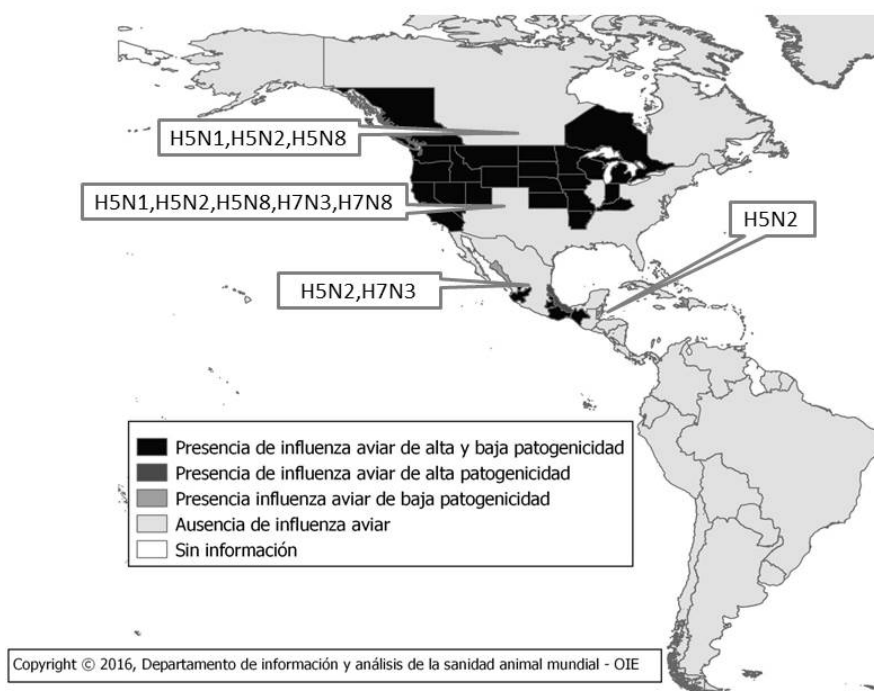 H5N1,H5N2,H5N8
H5N1,H5N2,H5N8,H7N3,H7N8
H5N2
H5N2,H7N3
Presencia de influenza aviar de alta y baja patogenicidad
Presencia de influenza aviar de alta patogenicidad
Presencia influenza aviar de baja patogenicidad
Ausencia de influenza aviar
Sin información
Copyright © 2016, Departamento de información y análisis de la sanidad animal mundial - OIE